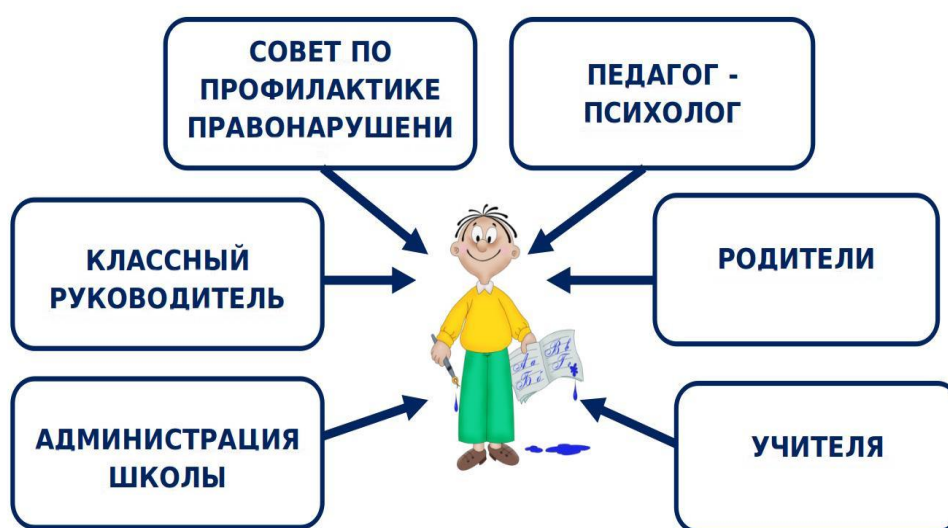 СОВЕТ ПО
ПРОФИЛАКТИКЕ
ПРАВОНАРУШЕНИ
ПЕДАГОГ -
ПСИХОЛОГ
КЛАССНЫЙ
РУКОВОДИТЕЛЬ
РОДИТЕЛИ
АДМИНИСТРАЦИЯ
ШКОЛЫ
УЧИТЕЛЯ
А а
Б б
В в
Г г